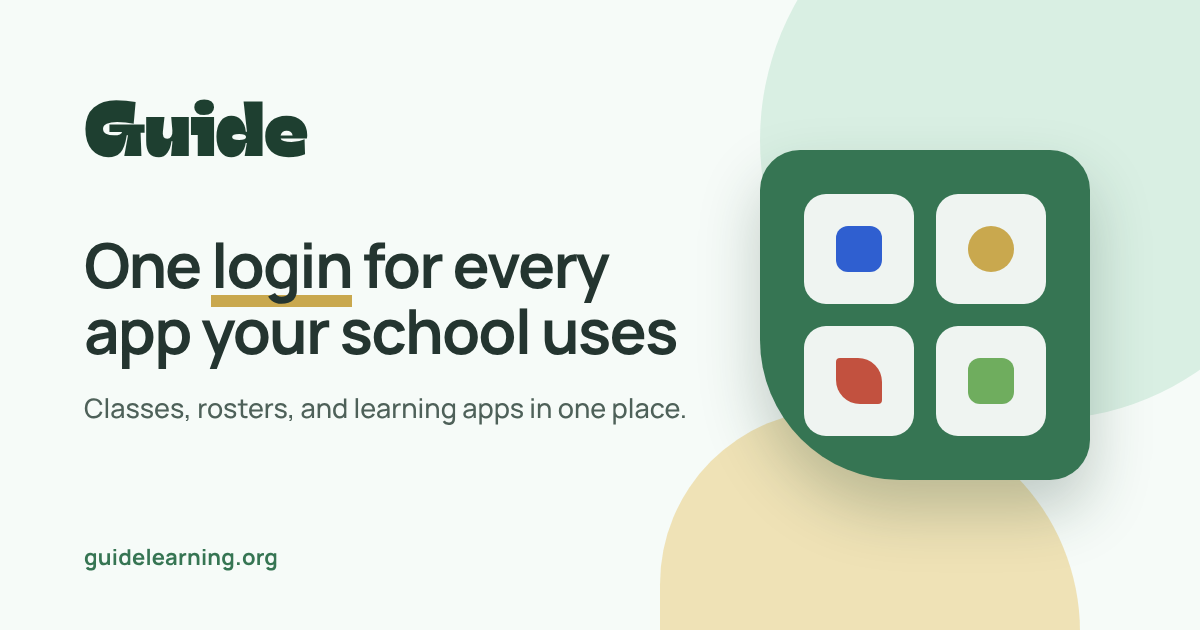 Guide
One login for every
app your school uses
Classes, rosters, and learning apps in one place.
guidelearning.org